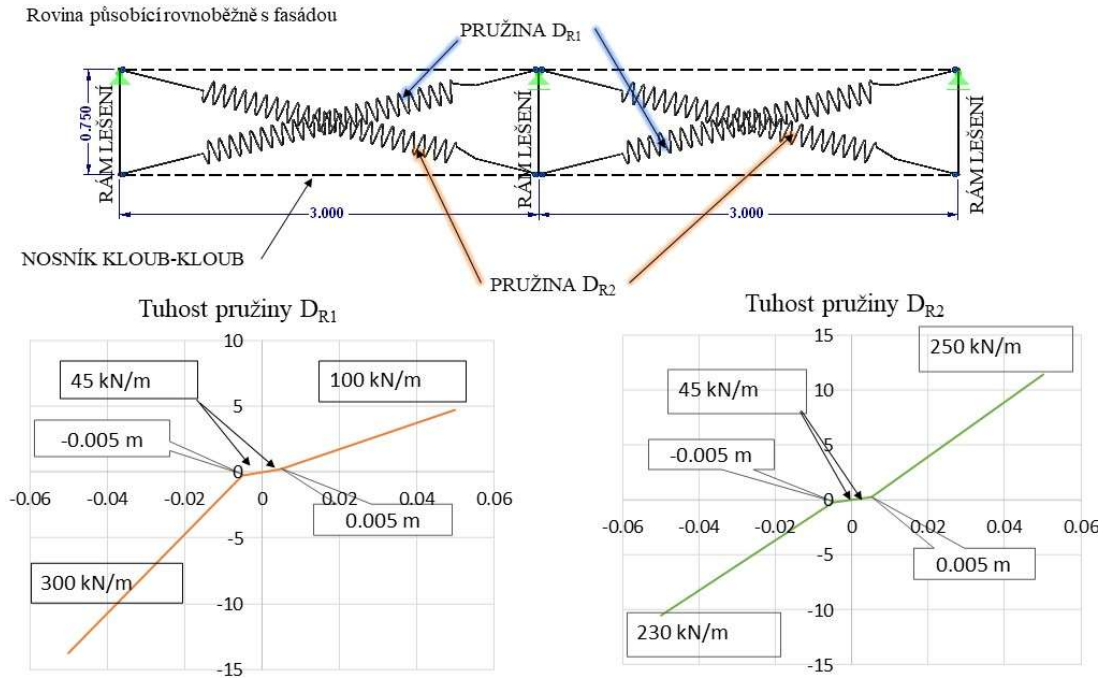 Rovina působící rovnoběžně s fasádou
PRUŽINA DR1
0.750
RÁM LEŠENÍ
RÁM LEŠENÍ
RÁM LEŠENÍ
3.000
3.000
NOSNÍK KLOUB-KLOUB
PRUŽINA DR2
Tuhost pružiny DR1
10
5
0
-5
-10
-15
-0.06
-0.04
-0.02
0
0.02
0.04
0.06
45 kN/m
100 kN/m
-0.005 m
0.005 m
300 kN/m
Tuhost pružiny DR2
15
10
5
0
-5
-10
-15
-0.06
-0.04
-0.02
0
0.02
0.04
0.06
250 kN/m
45 kN/m
-0.005 m
0.005 m
230 kN/m